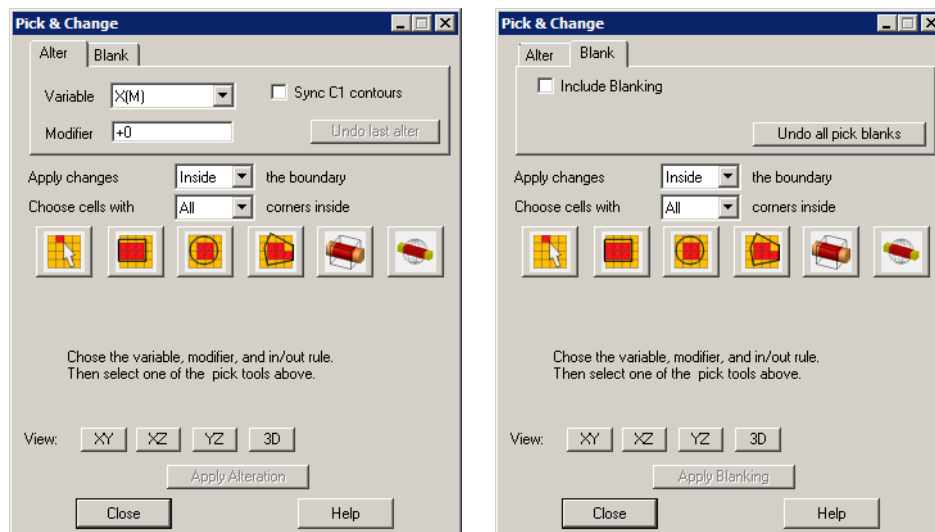 Pick & Change
Alter Blank
Variable X(M) Sync C1 contours
Modifier +0 Undo last alter
Apply changes Inside the boundary
Choose cells with All corners inside
Chose the variable, modifier, and in/out rule.
Then select one of the pick tools above.
View: XY XZ YZ 3D
Apply Alteration
Close Help
Pick & Change
Alter Blank
Include Blanking
Undo all pick blanks
Apply changes Inside the boundary
Choose cells with All corners inside
Chose the variable, modifier, and in/out rule.
Then select one of the pick tools above.
View: XY XZ YZ 3D
Apply Blanking
Close Help